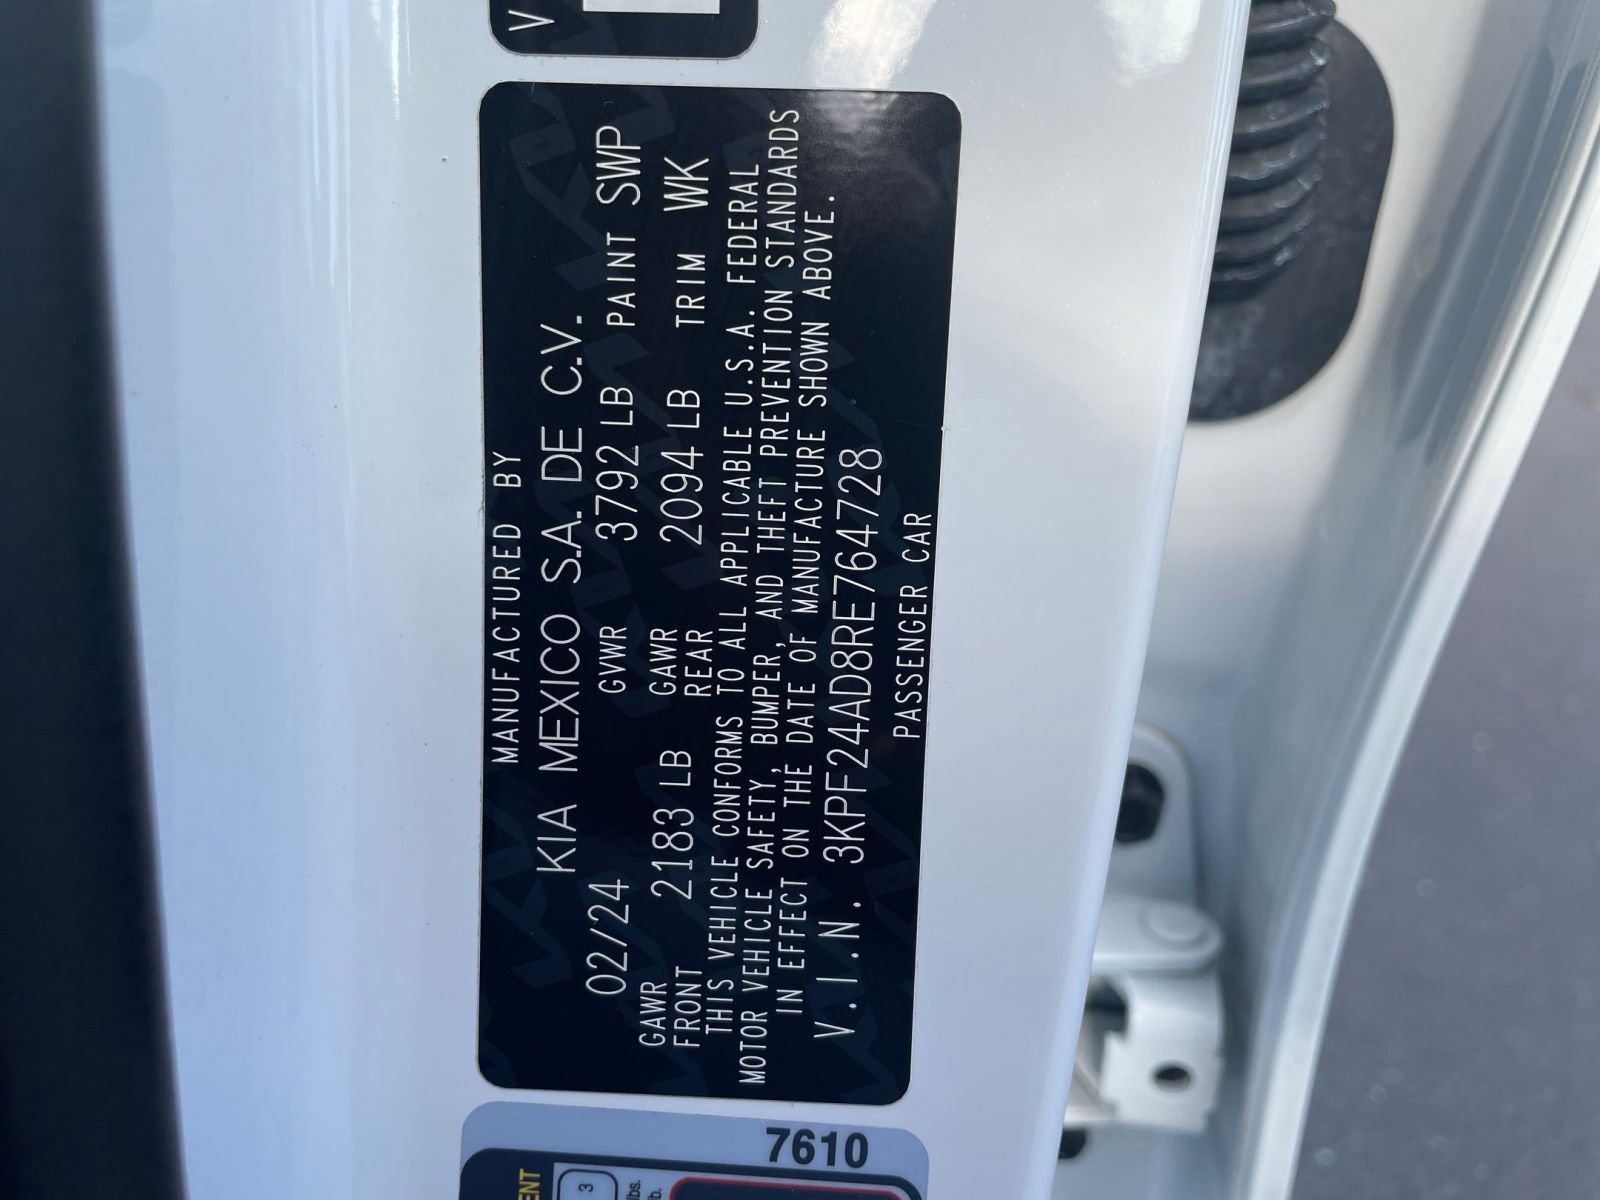 V
MANUFACTURED BY
KIA MEXICO S.A. DE C.V.
02/24 GVWR 3792 LB PAINT SWP
GAWR FRONT 2183 LB GAWR REAR 2094 LB TRIM WK
THIS VEHICLE CONFORMS TO ALL APPLICABLE U.S.A. FEDERAL
MOTOR VEHICLE SAFETY, BUMPER, AND THEFT PREVENTION STANDARDS
IN EFFECT ON THE DATE OF MANUFACTURE SHOWN ABOVE.
V.I.N. 3KPF24AD8RE764728
PASSENGER CAR
7610
3